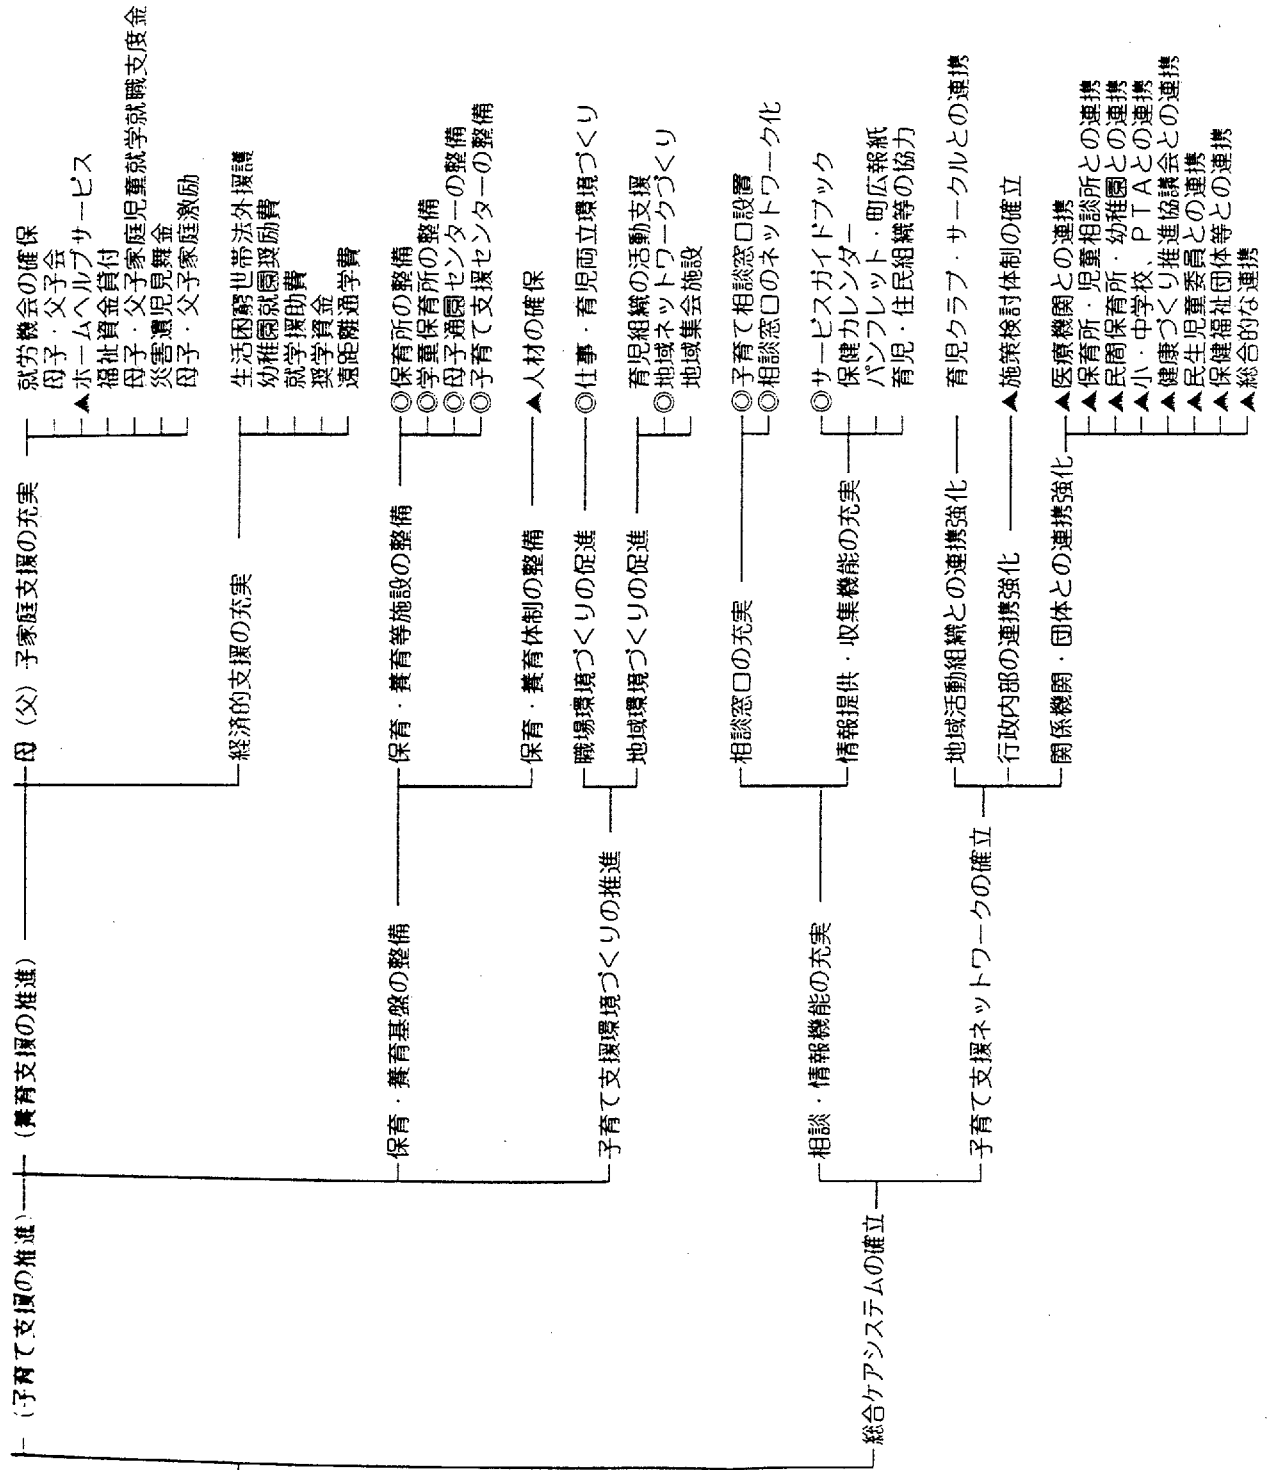 (子育て支援の推進)
(養育支援の推進)
母(父)子家庭支援の充実
就労機会の確保
母子・父子会
▲ホームヘルプサービス
福祉資金貸付
母子・父子家庭児童就学就職支度金
災害遺児見舞金
母子・父子家庭激励
経済的支援の充実
生活困窮世帯法外援護
幼稚園就園奨励費
就学援助費
奨学資金
遠距離通学費
保育・養育基盤の整備
保育・養育等施設の整備
◎保育所の整備
◎学童保育所の整備
◎母子通園センターの整備
◎子育て支援センターの整備
保育・養育体制の整備
▲人材の確保
子育て支援環境づくりの推進
職場環境づくりの促進
◎仕事・育児両立環境づくり
地域環境づくりの促進
育児組織の活動支援
◎地域ネットワークづくり
地域集会施設
総合ケアシステムの確立
相談・情報機能の充実
相談窓口の充実
◎子育て相談窓口設置
◎相談窓口のネットワーク化
情報提供・収集機能の充実
◎サービスガイドブック
保健カレンダー
パンフレット・町広報紙
育児・住民組織等の協力
子育て支援ネットワークの確立
地域活動組織との連携強化
育児クラブ・サークルとの連携
行政内部の連携強化
▲施策検討体制の確立
関係機関・団体との連携強化
▲医療機関との連携
▲保育所・児童相談所との連携
▲民間保育所・幼稚園との連携
▲小・中学校、PTAとの連携
▲健康づくり推進協議会との連携
▲民生児童委員との連携
▲保健福祉団体等との連携
▲総合的な連携